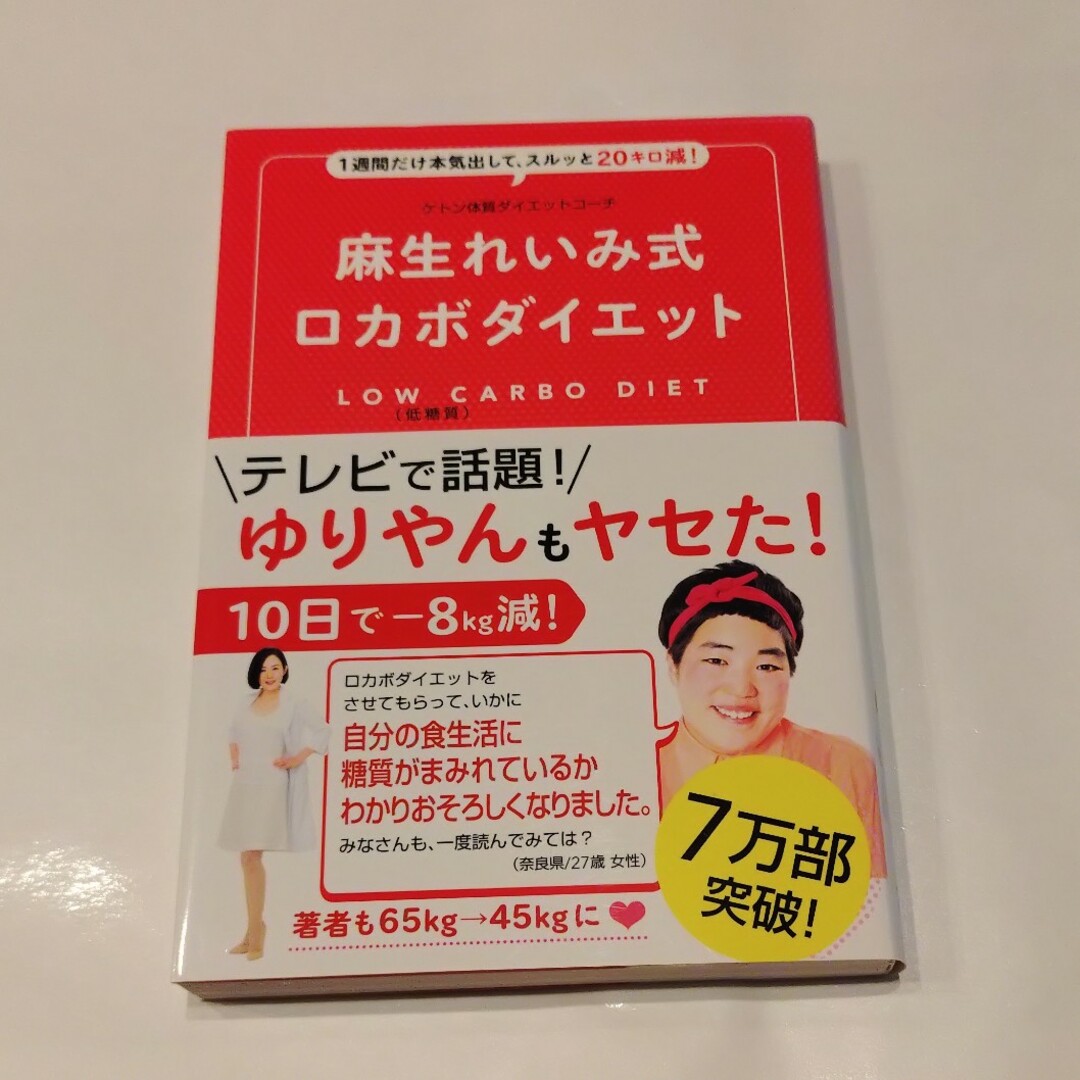 1週間だけ本気出して、スルッと20キロ減!
ケトン体質ダイエットコーチ
麻生れいみ式
ロカボダイエット
LOW CARBO DIET
(低糖質)
\テレビで話題!/
ゆりやんもヤセた!
10日で−8kg減!
ロカボダイエットを
させてもらって、いかに
自分の食生活に
糖質がまみれているか
わかりおそろしくなりました。
みなさんも、一度読んでみては?
(奈良県/27歳 女性)
著者も65kg→45kgに
7万部
突破!